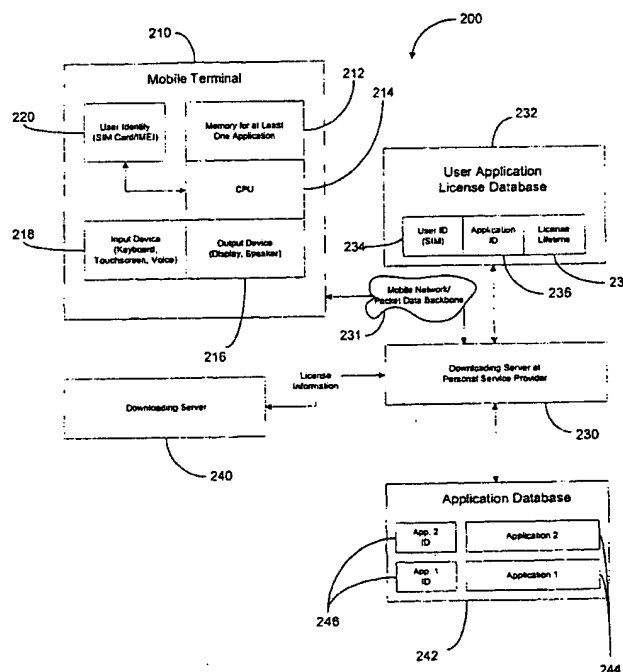 200
210
Mobile Terminal
212
214
220
User Identify
(SIM Card/IMEI)
Memory for at Least
One Application
CPU
218
Input Device
(Keyboard,
Touchscreen, Voice)
Output Device
(Display, Speaker)
216
232
User Application
License Database
234
User ID
(SIM)
Application
ID
License
Lifetime
236
23
Mobile Network/
Packet Data Backbone
231
License
Information
Downloading Server
240
Downloading Server at
Personal Service Provider
230
Application Database
App. 2
ID
Application 2
App. 1
ID
Application 1
246
242
244